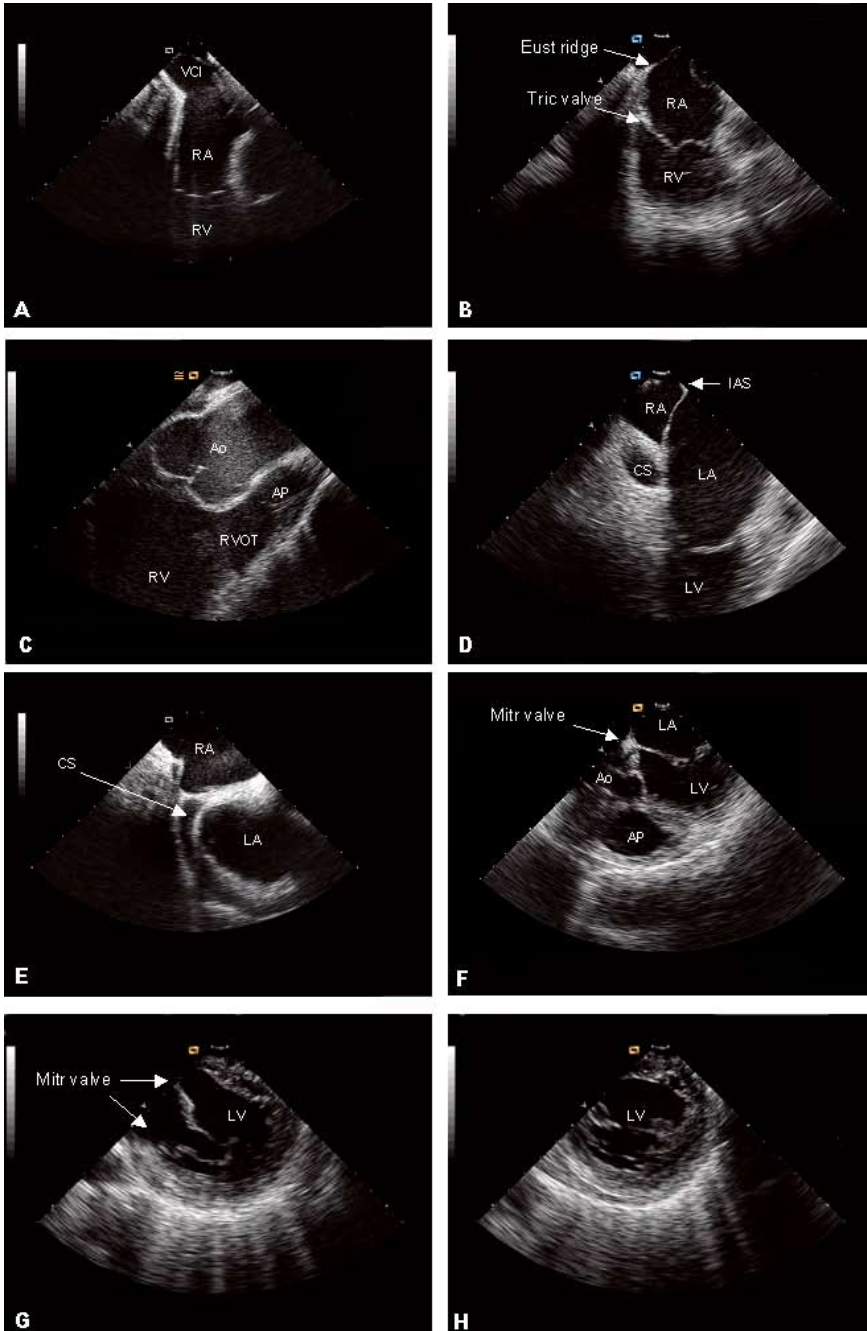 VCI
RA
RV
A
Eust ridge
Tric valve
RA
RV
B
Ao
AP
RVOT
RV
C
IAS
RA
CS
LA
LV
D
RA
CS
LA
E
Mitr valve
LA
Ao
LV
AP
F
Mitr valve
LV
G
LV
H